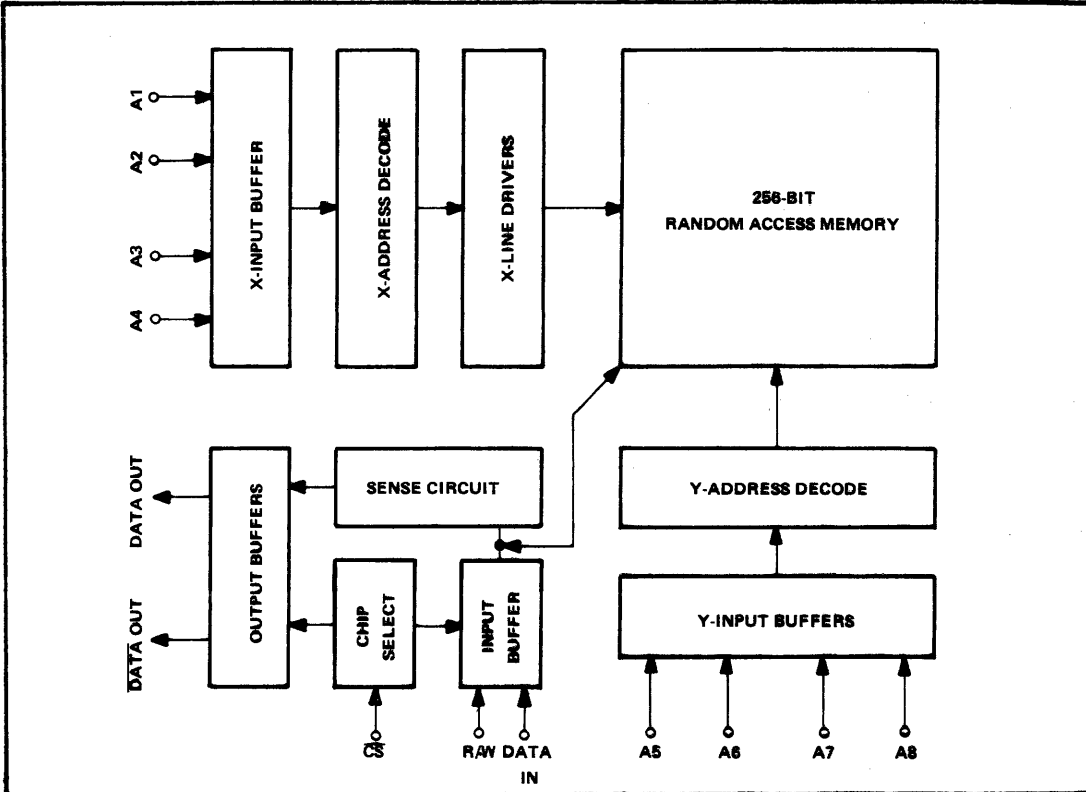 A1
A2
A3
A4
X-INPUT BUFFER
X-ADDRESS DECODE
X-LINE DRIVERS
256-BIT
RANDOM ACCESS MEMORY
DATA OUT
DATA OUT
OUTPUT BUFFERS
SENSE CIRCUIT
CHIP
SELECT
INPUT
BUFFER
Y-ADDRESS DECODE
Y-INPUT BUFFERS
CS
R/W
DATA
IN
A5
A6
A7
A8